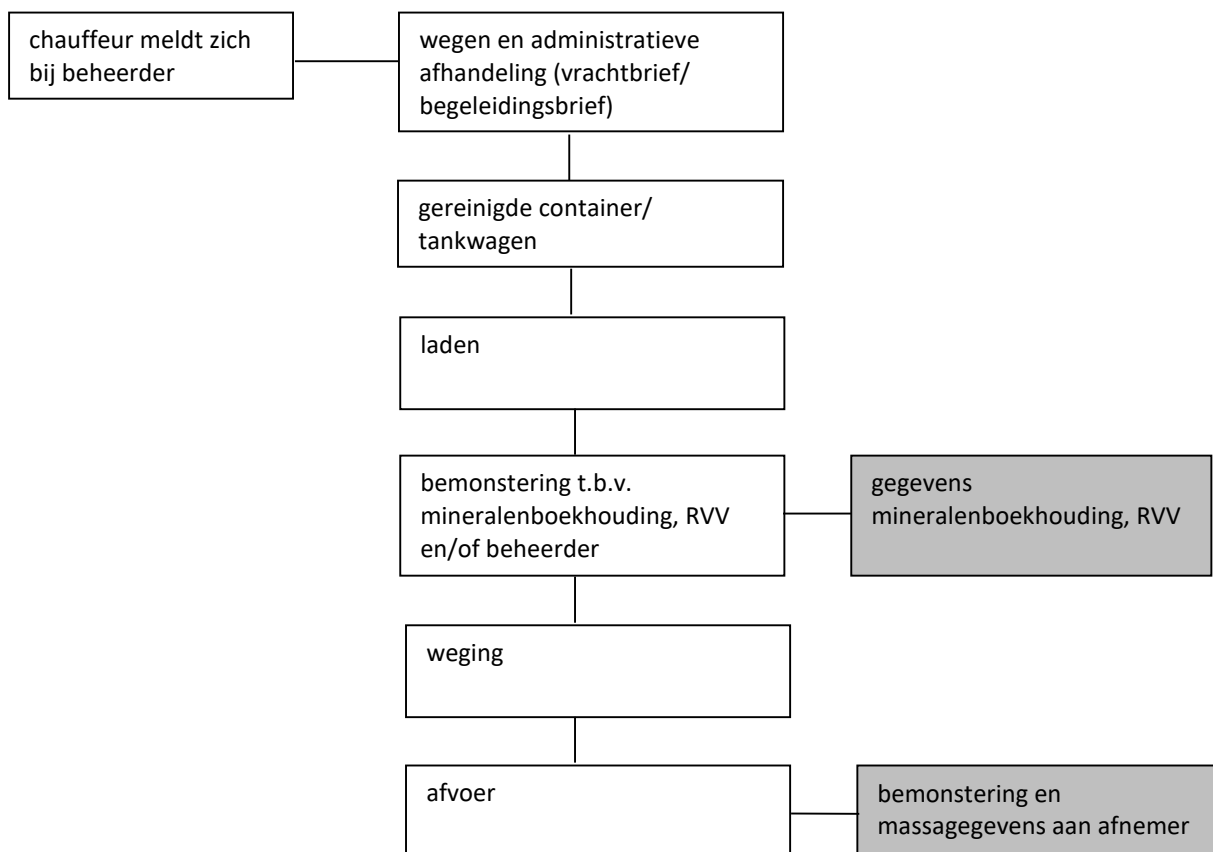 chauffeur meldt zich
bij beheerder
wegen en administratieve
afhandeling (vrachtbrief/
begeleidingsbrief)
gereinigde container/
tankwagen
laden
bemonstering t.b.v.
mineralenboekhouding, RVV
en/of beheerder
gegevens
mineralenboekhouding, RVV
weging
afvoer
bemonstering en
massagegevens aan afnemer